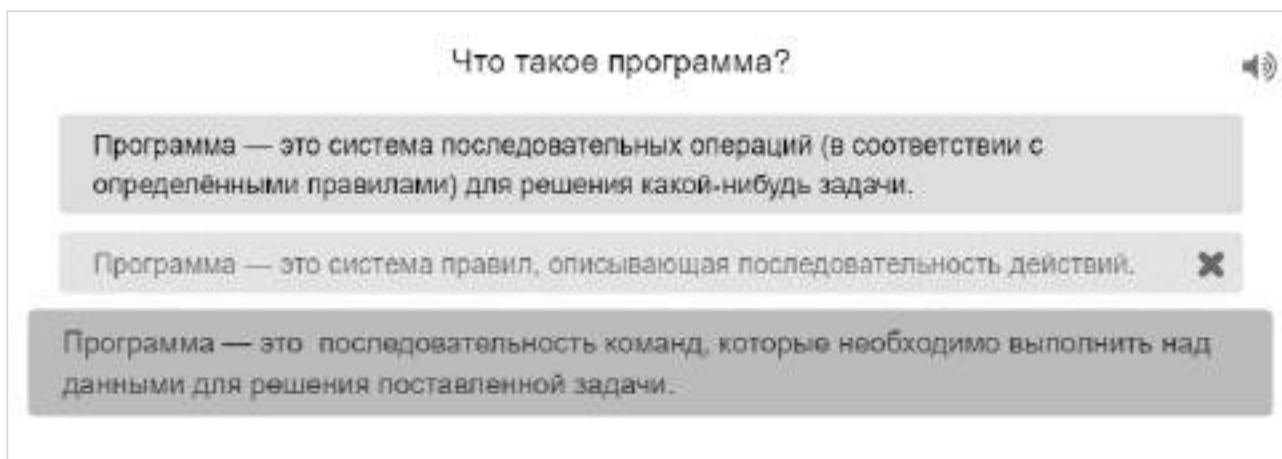 Что такое программа?
Программа — это система последовательных операций (в соответствии с
определёнными правилами) для решения какой-нибудь задачи.
Программа — это система правил, описывающая последовательность действий.
Программа — это последовательность команд, которые необходимо выполнить над
данными для решения поставленной задачи.